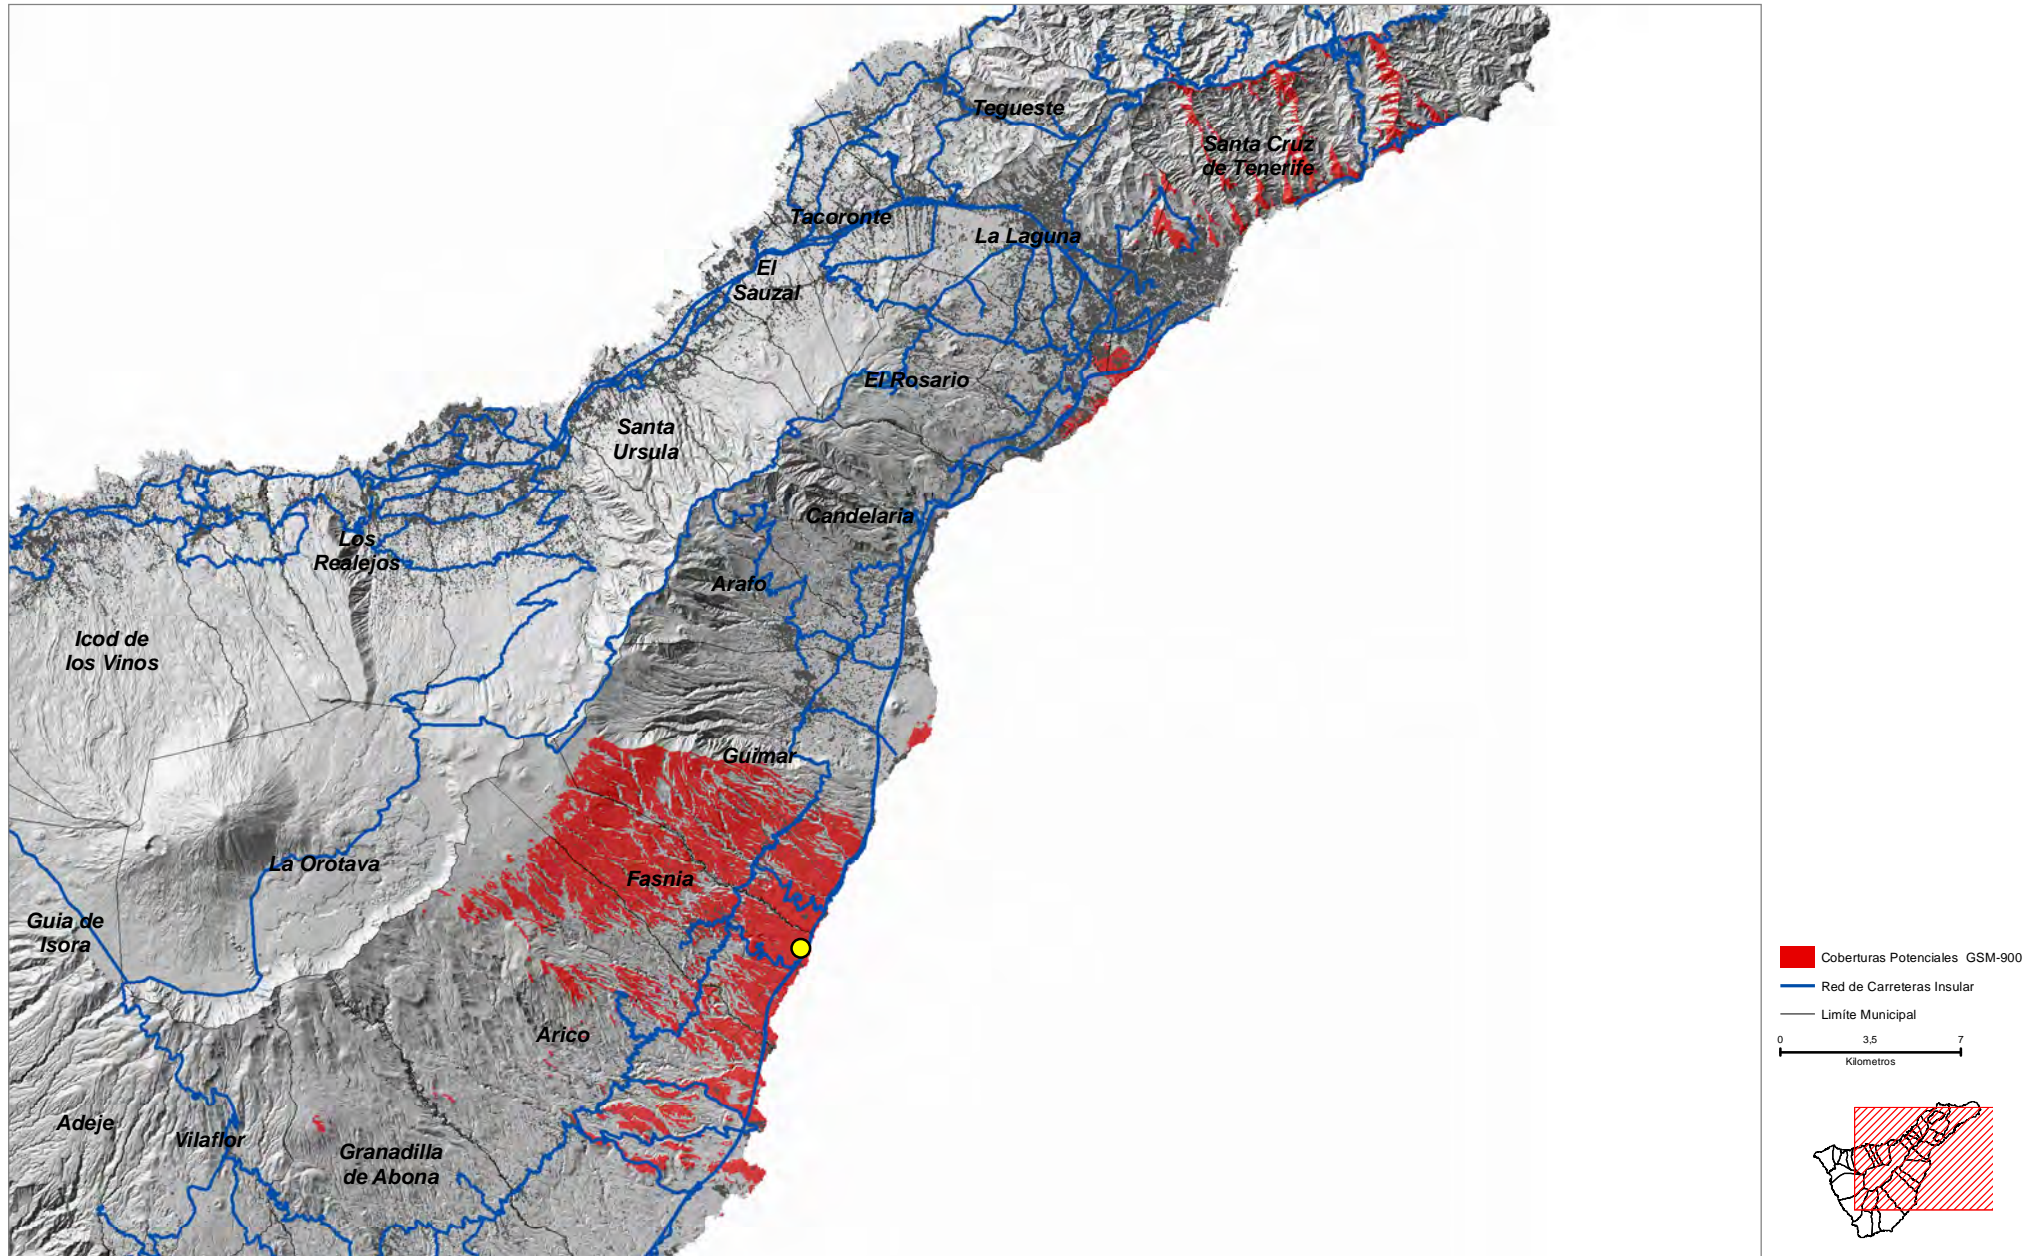 Tegueste
Santa Cruz
de Tenerife
Tacoronte
La Laguna
El
Sauzal
El Rosario
Santa
Ursula
Candelaria
Los
Realejos
Arafo
Icod de
los Vinos
Guimar
La Orotava
Fasnia
Guia de
Isora
Arico
Adeje
Vilaflor
Granadilla
de Abona
Coberturas Potenciales GSM-900
Red de Carreteras Insular
Limíte Municipal
0 3,5 7
Kilometros